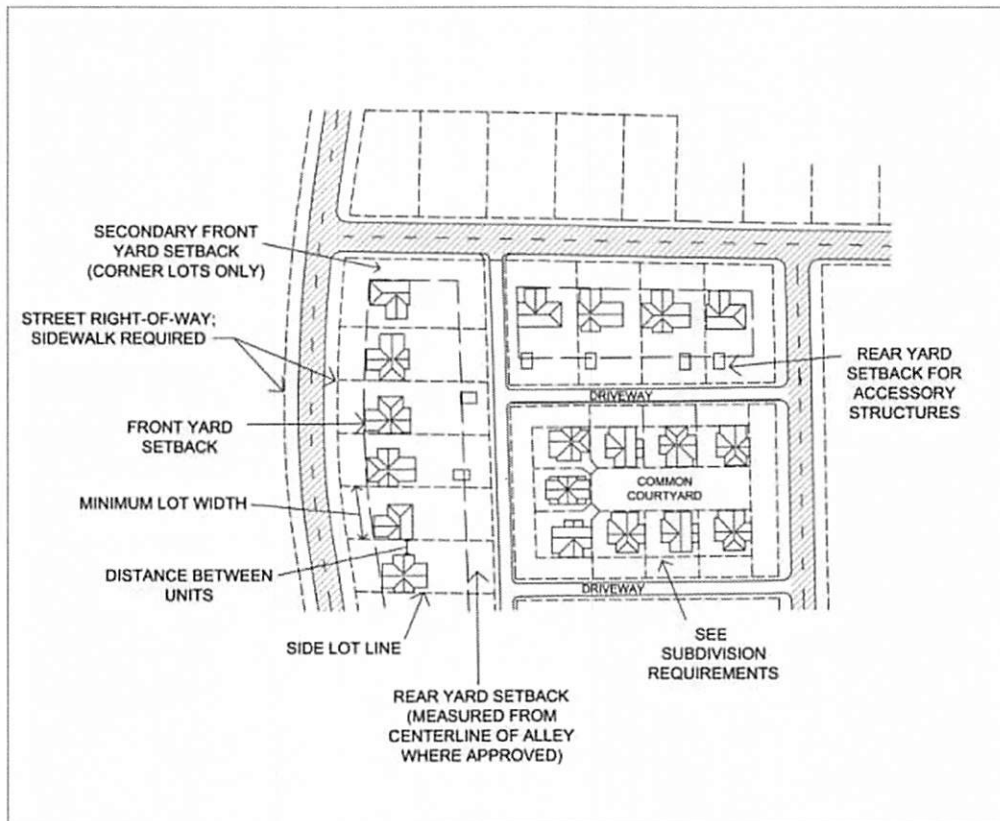 SECONDARY FRONT
YARD SETBACK
(CORNER LOTS ONLY)
STREET RIGHT-OF-WAY;
SIDEWALK REQUIRED
FRONT YARD
SETBACK
MINIMUM LOT WIDTH
DISTANCE BETWEEN
UNITS
SIDE LOT LINE
REAR YARD SETBACK
(MEASURED FROM
CENTERLINE OF ALLEY
WHERE APPROVED)
DRIVEWAY
REAR YARD
SETBACK FOR
ACCESSORY
STRUCTURES
COMMON
COURTYARD
DRIVEWAY
SEE
SUBDIVISION
REQUIREMENTS